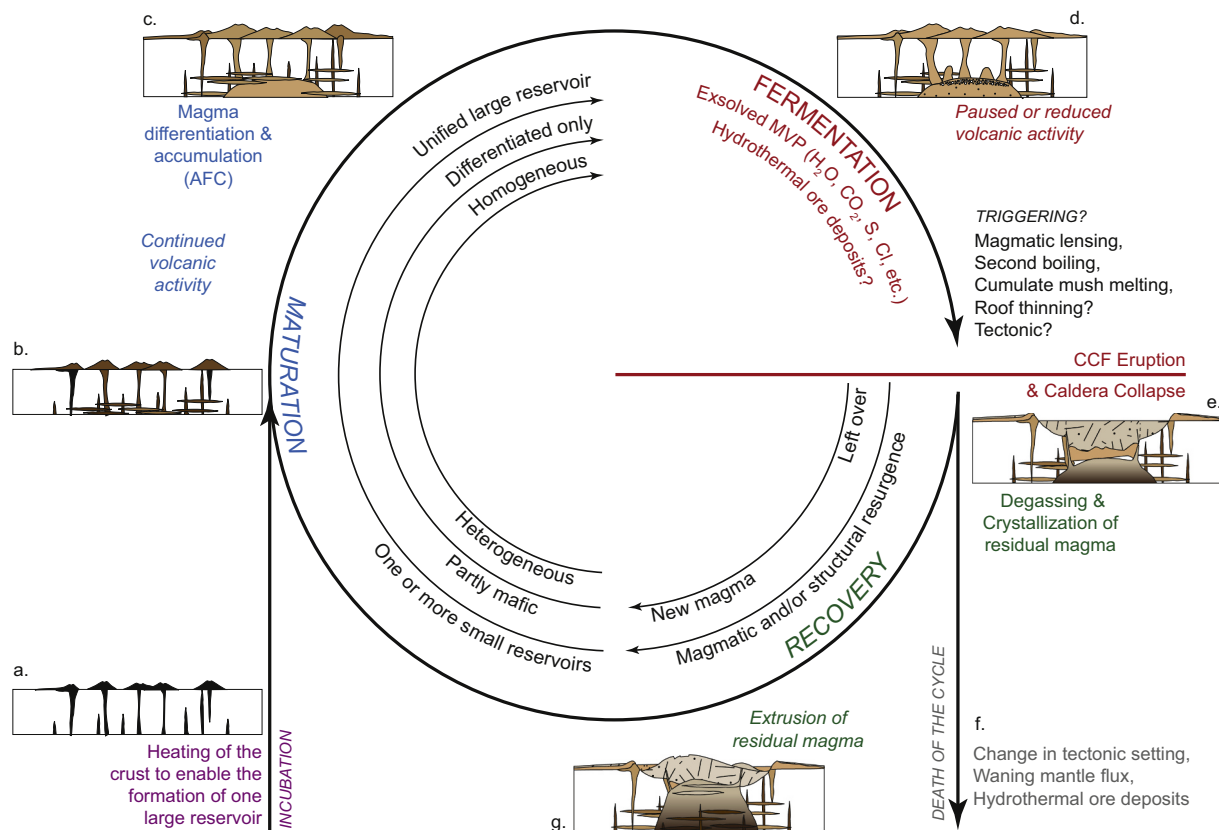 c.
Magma
differentiation &
accumulation
(AFC)
Continued
volcanic
activity
MATURATION
Unified large reservoir
Differentiated only
Homogeneous
FERMENTATION
Exsolved MVP (H₂O, CO₂, S, Cl, etc.)
Hydrothermal ore deposits?
d.
Paused or reduced
volcanic activity
TRIGGERING?
Magmatic lensing,
Second boiling,
Cumulate mush melting,
Roof thinning?
Tectonic?
CCF Eruption
& Caldera Collapse
e.
Degassing &
Crystallization of
residual magma
b.
Heterogeneous
Partly mafic
One or more small reservoirs
Left over
New magma
Magmatic and/or structural resurgence
RECOVERY
a.
Heating of the
crust to enable the
formation of one
large reservoir
INCUBATION
Extrusion of
residual magma
g.
DEATH OF THE CYCLE
f.
Change in tectonic setting,
Waning mantle flux,
Hydrothermal ore deposits